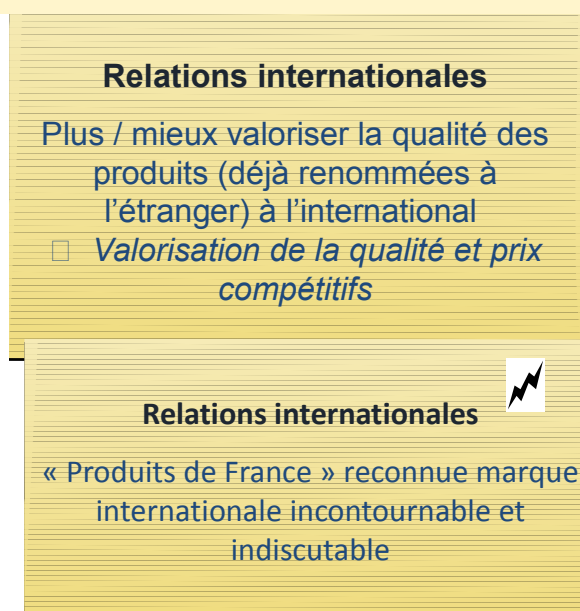 Relations internationales
Plus / mieux valoriser la qualité des
produits (déjà renommées à
l’étranger) à l’international
□ Valorisation de la qualité et prix
compétitifs
Relations internationales
« Produits de France » reconnue marque
internationale incontournable et
indiscutable